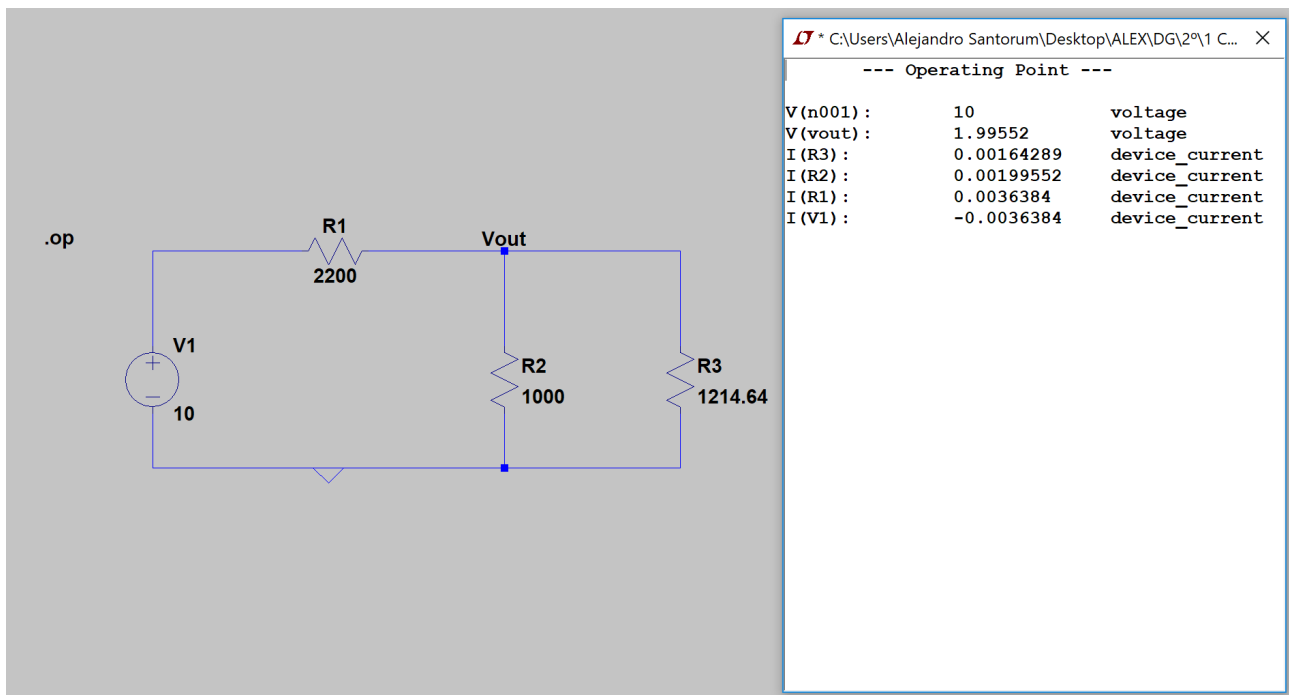 .op
R1
2200
Vout
V1
10
R2
1000
R3
1214.64
* C:\Users\Alejandro Santorum\Desktop\ALEX\DG\2º\1 C...
--- Operating Point ---
V(n001): 10 voltage
V(vout): 1.99552 voltage
I(R3): 0.00164289 device_current
I(R2): 0.00199552 device_current
I(R1): 0.0036384 device_current
I(V1): -0.0036384 device_current